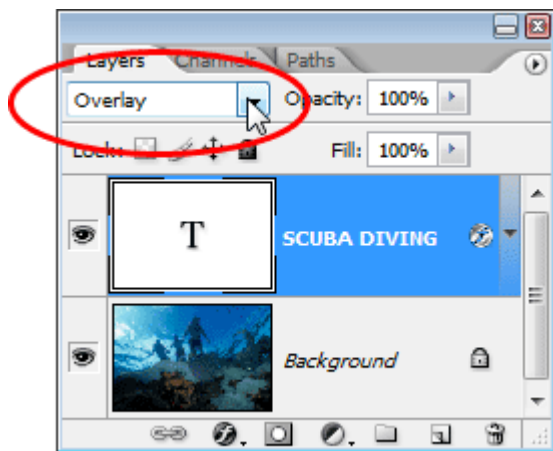 Layers Channels Paths
Overlay Opacity: 100%
Lock: Fill: 100%
T SCUBA DIVING
Background